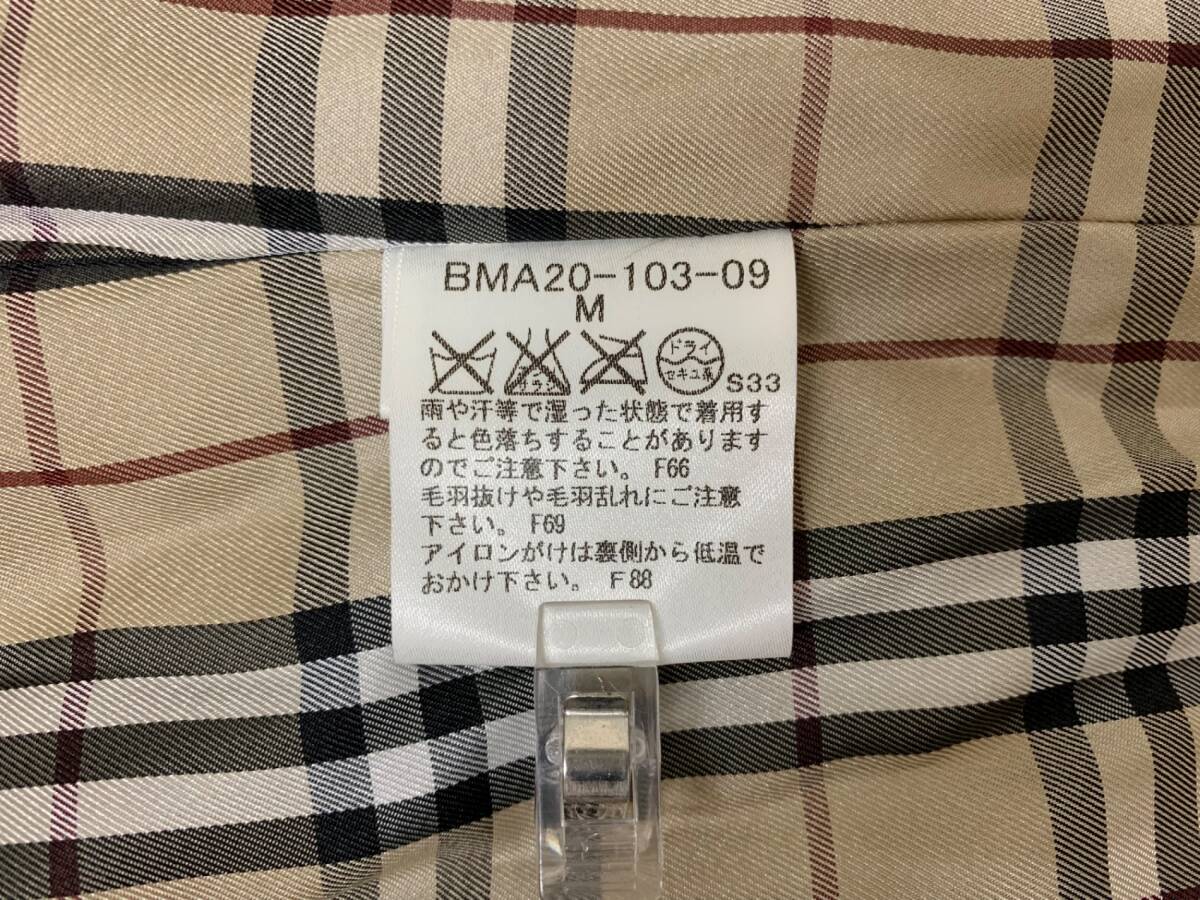 BMA20-103-09
M
サラシ ドライ セキユ系 S33
雨や汗等で湿った状態で着用す
ると色落ちすることがあります
のでご注意下さい。 F66
毛羽抜けや毛羽乱れにご注意
下さい。 F69
アイロンがけは裏側から低温で
おかけ下さい。 F88